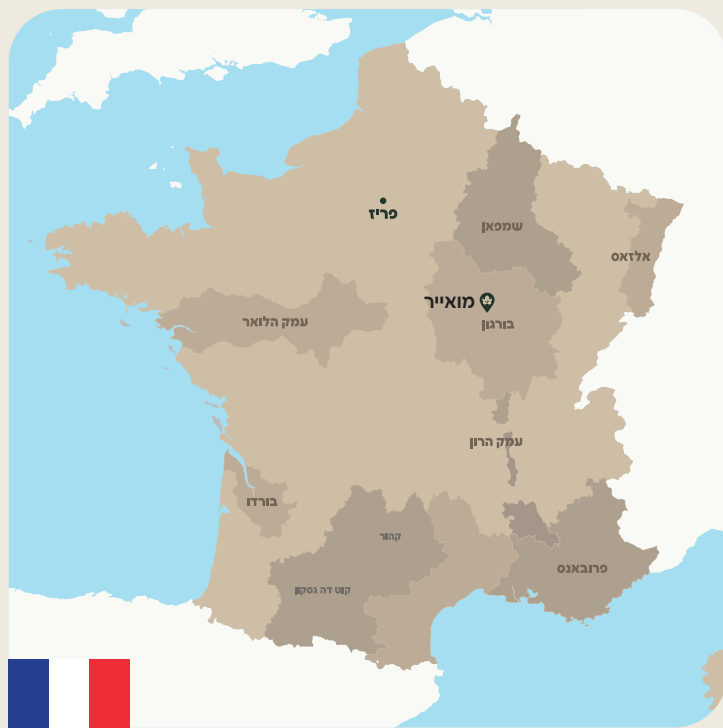 פריז
שמפאן
אלזאס
מואייר
בורגון
עמק הלואר
עמק הרון
בורדו
קהור
פרובאנס
קוט דה גסקון